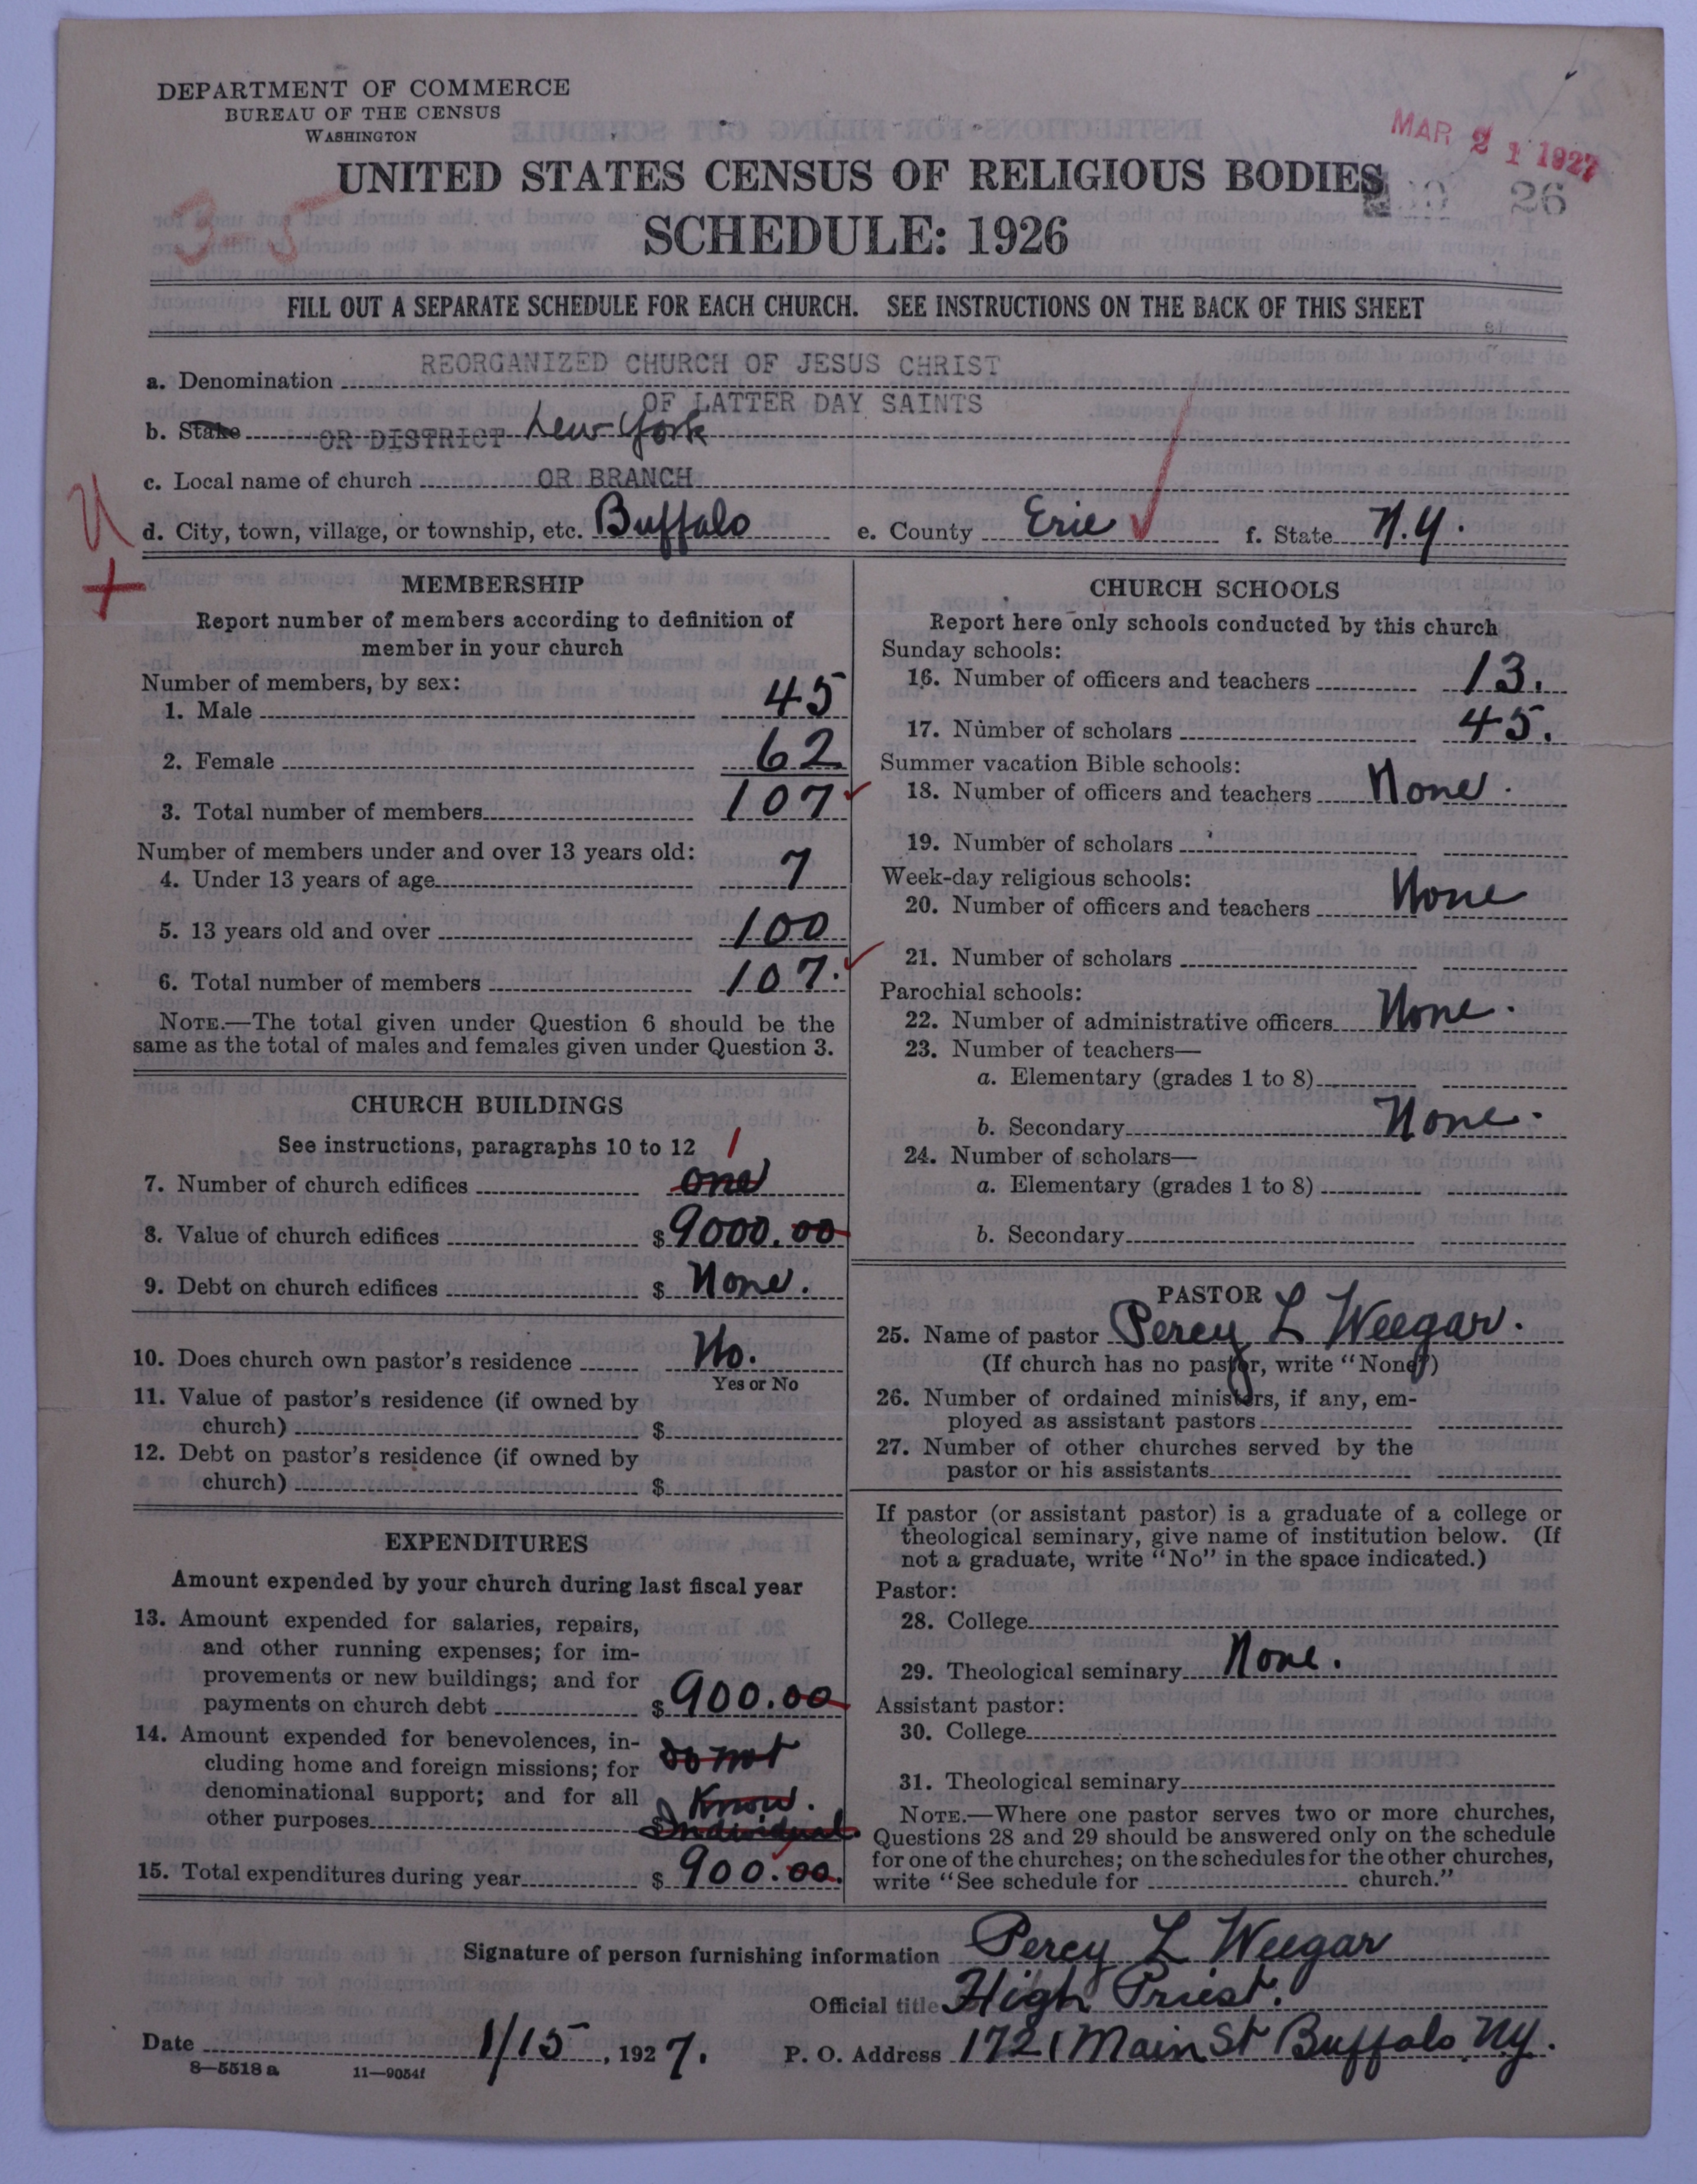 DEPARTMENT OF COMMERCE
BUREAU OF THE CENSUS
WASHINGTON
MAR 21 1927
UNITED STATES CENSUS OF RELIGIOUS BODIES
26
3-5
SCHEDULE: 1926
FILL OUT A SEPARATE SCHEDULE FOR EACH CHURCH. SEE INSTRUCTIONS ON THE BACK OF THIS SHEET
REORGANIZED CHURCH OF JESUS CHRIST
a. Denomination
OF LATTER DAY SAINTS
b. Stake OR DISTRICT New York
c. Local name of church OR BRANCH
d. City, town, village, or township, etc. Buffalo e. County Erie f. State N.Y.
MEMBERSHIP
Report number of members according to definition of
member in your church
Number of members, by sex:
1. Male 45
2. Female 62
3. Total number of members 107
Number of members under and over 13 years old:
4. Under 13 years of age 7
5. 13 years old and over 100
6. Total number of members 107.
NOTE.—The total given under Question 6 should be the
same as the total of males and females given under Question 3.
CHURCH BUILDINGS
See instructions, paragraphs 10 to 12
1
7. Number of church edifices one
8. Value of church edifices $ 9000.00
9. Debt on church edifices $ None.
10. Does church own pastor's residence No.
Yes or No
11. Value of pastor's residence (if owned by
church) $
12. Debt on pastor's residence (if owned by
church) $
EXPENDITURES
Amount expended by your church during last fiscal year
13. Amount expended for salaries, repairs,
and other running expenses; for im-
provements or new buildings; and for
payments on church debt $ 900.00
14. Amount expended for benevolences, in-
cluding home and foreign missions; for do not
denominational support; and for all Know.
other purposes $ Individual.
15. Total expenditures during year $ 900.00.
CHURCH SCHOOLS
Report here only schools conducted by this church
Sunday schools:
16. Number of officers and teachers 13.
17. Number of scholars 45.
Summer vacation Bible schools:
18. Number of officers and teachers None.
19. Number of scholars
Week-day religious schools:
20. Number of officers and teachers None
21. Number of scholars
Parochial schools:
22. Number of administrative officers None.
23. Number of teachers—
a. Elementary (grades 1 to 8)
b. Secondary None.
24. Number of scholars—
a. Elementary (grades 1 to 8)
b. Secondary
PASTOR
25. Name of pastor Percy L Weegar.
(If church has no pastor, write "None")
26. Number of ordained ministers, if any, em-
ployed as assistant pastors
27. Number of other churches served by the
pastor or his assistants
If pastor (or assistant pastor) is a graduate of a college or
theological seminary, give name of institution below. (If
not a graduate, write "No" in the space indicated.)
Pastor:
28. College
29. Theological seminary None.
Assistant pastor:
30. College
31. Theological seminary
NOTE.—Where one pastor serves two or more churches,
Questions 28 and 29 should be answered only on the schedule
for one of the churches; on the schedules for the other churches,
write "See schedule for church."
Signature of person furnishing information Percy L Weegar
Official title High Priest.
Date 1/15, 1927. P. O. Address 1721 Main St Buffalo N.Y.
8—5518 a 11—9054f